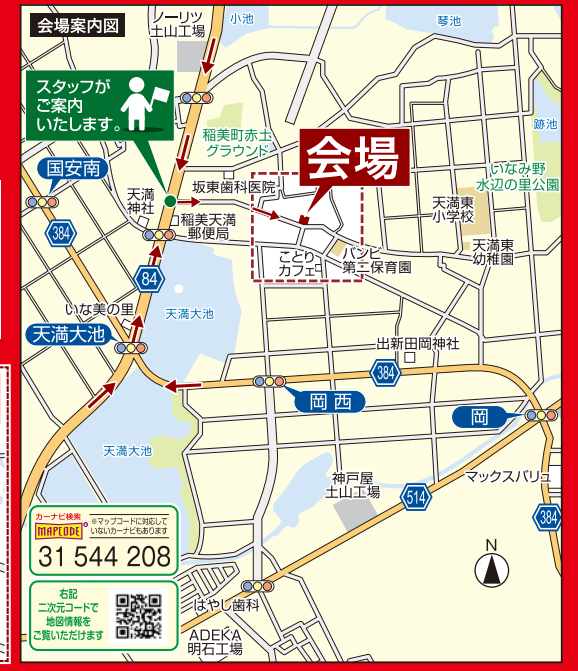 会場案内図
ノーリツ
土山工場
小池
琴池
スタッフが
ご案内
いたします。
稲美町赤土
グラウンド
会場
跡池
国安南
坂東歯科医院
いなみ野
水辺の里公園
天満
神社
天満東
小学校
384
稲美天満
郵便局
ことり
カフェ
バンビ
第二保育園
天満東
幼稚園
84
いな美の里
天満大池
天満大池
出新田岡神社
384
岡西
岡
天満大池
神戸屋
土山工場
マックスバリュ
514
384
カーナビ検索
MAPCODE
※マップコードに対応して
いないカーナビもあります
31 544 208
N
右記
二次元コードで
地図情報を
ご覧いただけます
はやし歯科
ADEKA
明石工場